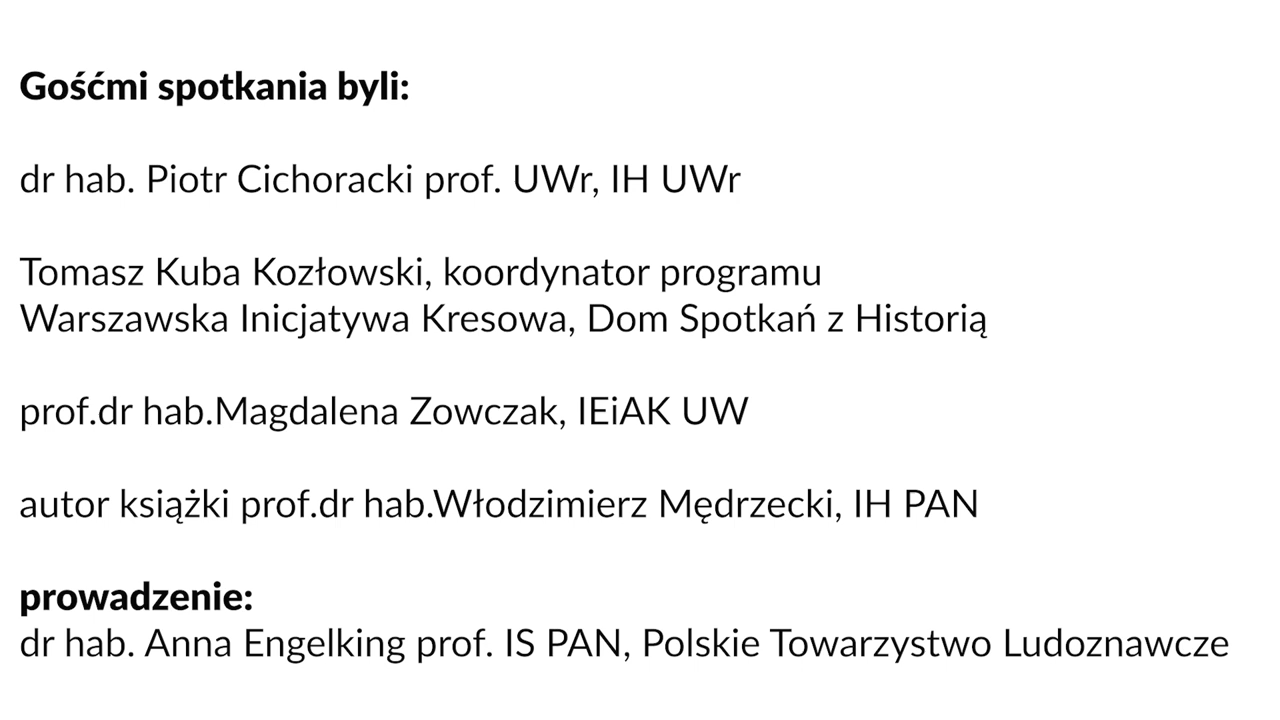 Gośćmi spotkania byli:
dr hab. Piotr Cichoracki prof. UWr, IH UWr
Tomasz Kuba Kozłowski, koordynator programu
Warszawska Inicjatywa Kresowa, Dom Spotkań z Historią
prof.dr hab.Magdalena Zowczak, IEiAK UW
autor książki prof.dr hab.Włodzimierz Mędrzecki, IH PAN
prowadzenie:
dr hab. Anna Engelking prof. IS PAN, Polskie Towarzystwo Ludoznawcze